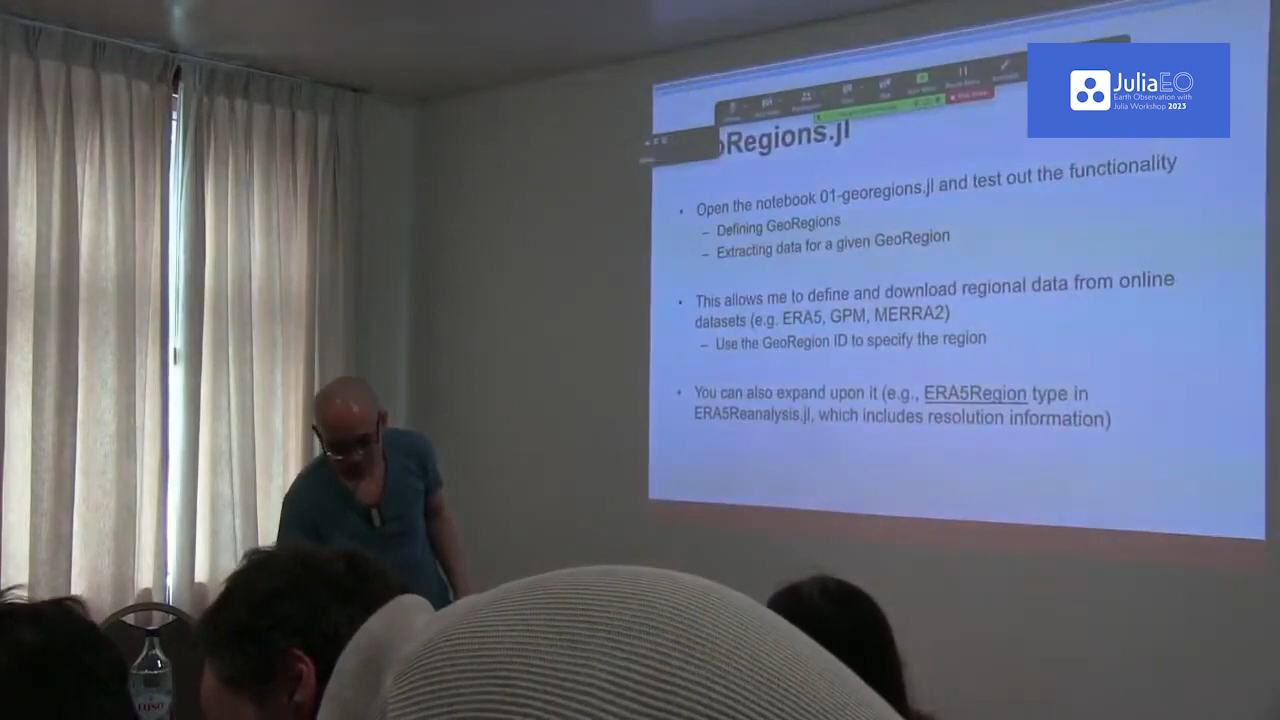 JuliaEO
Earth Observation with
Julia Workshop 2023
oRegions.jl
• Open the notebook 01-georegions.jl and test out the functionality
– Defining GeoRegions
– Extracting data for a given GeoRegion
• This allows me to define and download regional data from online
datasets (e.g. ERA5, GPM, MERRA2)
– Use the GeoRegion ID to specify the region
• You can also expand upon it (e.g., ERA5Region type in
ERA5Reanalysis.jl, which includes resolution information)
LUSO